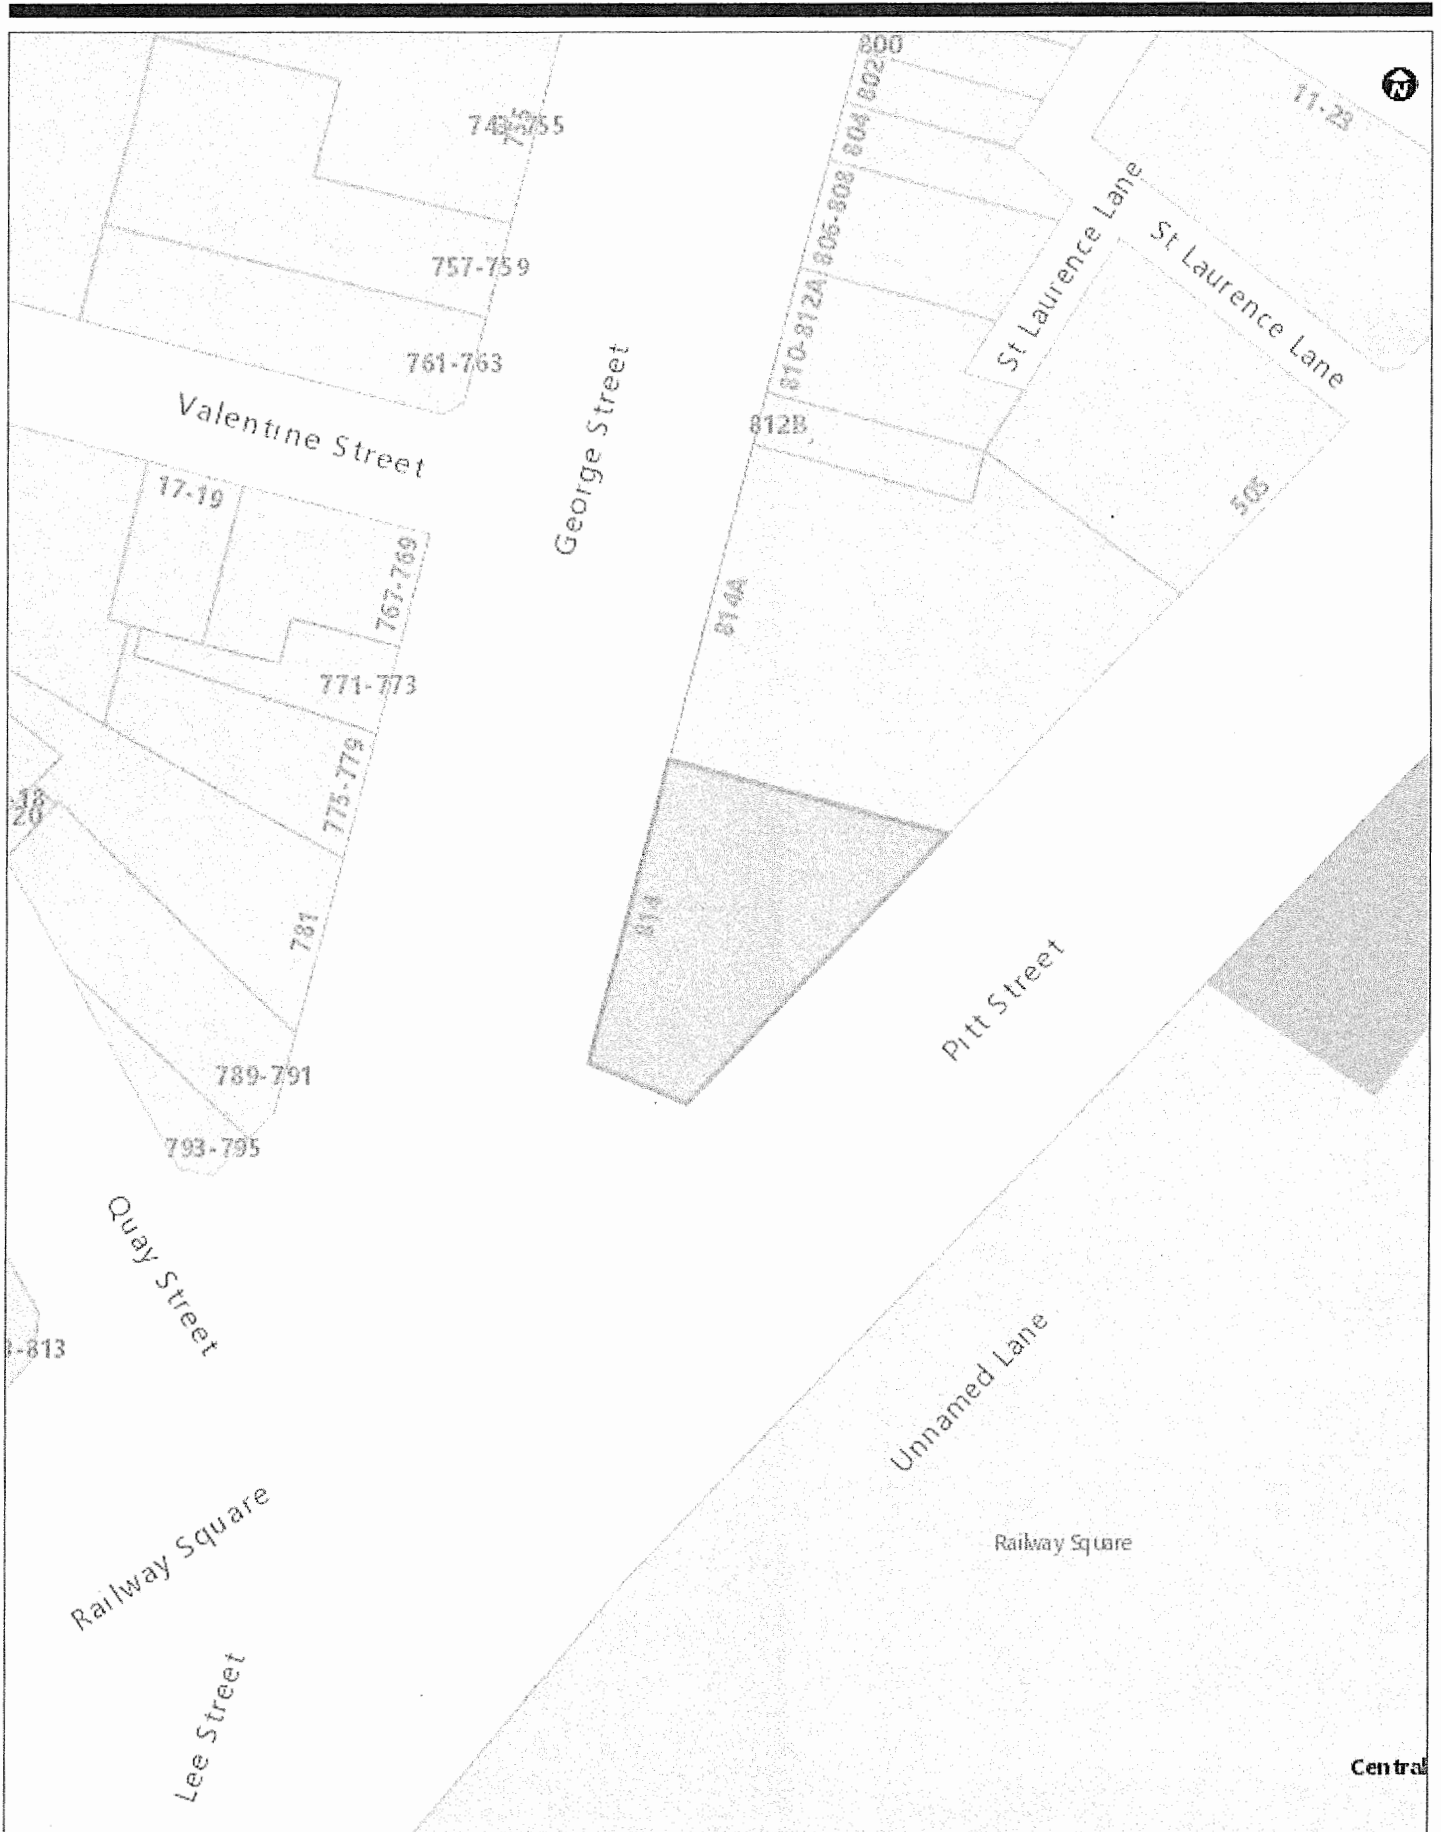 800
802
N
11-23
804
757-759
806-808
St Laurence Lane
St Laurence Lane
810-812A
761-763
Valentine Street
George Street
812B
17-19
505
767-769
814A
771-773
775-779
20
814
781
Pitt Street
789-791
793-795
Quay Street
-813
Unnamed Lane
Railway Square
Railway Square
Lee Street
Central